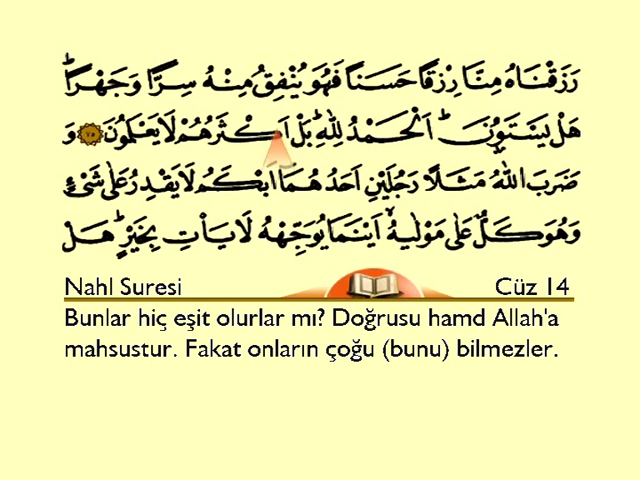 رَزَقْنَاهُ مِنَّا رِزْقًا حَسَنًا فَهُوَ يُنْفِقُ مِنْهُ سِرًّا وَجَهْرًاۜ
هَلْ يَسْتَوُ۫نَۜ اَلْحَمْدُ لِلّٰهِۜ بَلْ اَكْثَرُهُمْ لَا يَعْلَمُونَ ﴿٧٥﴾ وَ
ضَرَبَ اللّٰهُ مَثَلًا رَجُلَيْنِ اَحَدُهُمَٓا اَبْكَمُ لَا يَقْدِرُ عَلٰى شَيْءٍ
وَهُوَ كَلٌّ عَلٰى مَوْلٰيهُۙ اَيْنَمَا يُوَجِّهْهُ لَا يَأْتِ بِخَيْرٍۜ هَلْ
Nahl Suresi Cüz 14
Bunlar hiç eşit olurlar mı? Doğrusu hamd Allah'a
mahsustur. Fakat onların çoğu (bunu) bilmezler.